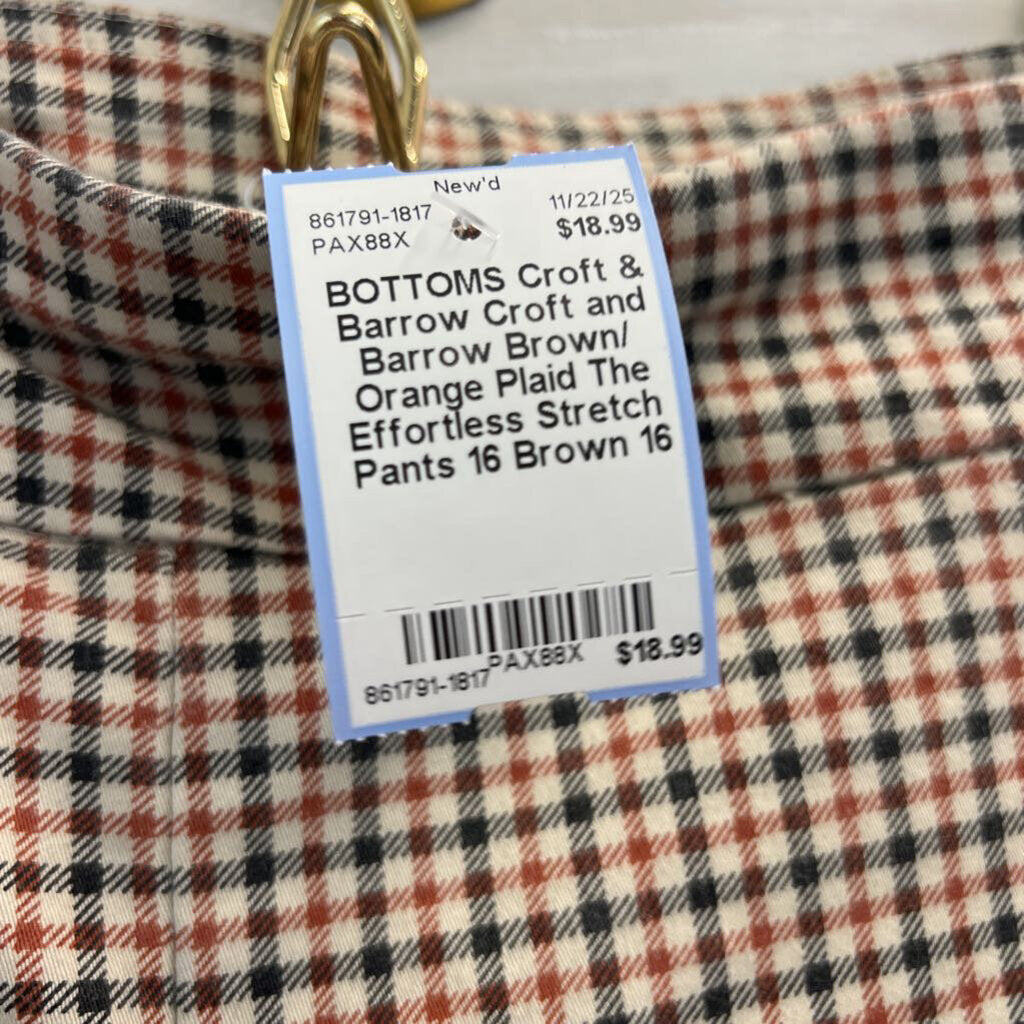 New'd
861791-1817 11/22/25
PAX88X $18.99
BOTTOMS Croft &
Barrow Croft and
Barrow Brown/
Orange Plaid The
Effortless Stretch
Pants 16 Brown 16
861791-1817 PAX88X $18.99